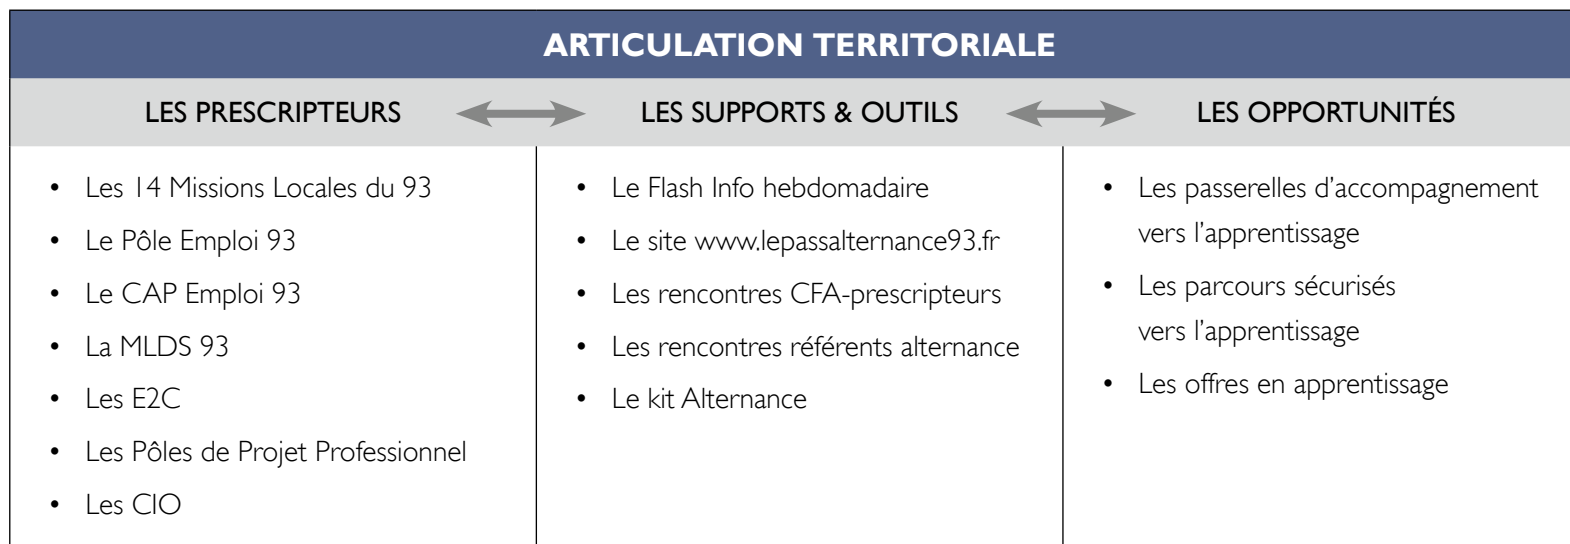 ARTICULATION TERRITORIALE
LES PRESCRIPTEURS
LES SUPPORTS & OUTILS
LES OPPORTUNITÉS
• Les 14 Missions Locales du 93
• Le Pôle Emploi 93
• Le CAP Emploi 93
• La MLDS 93
• Les E2C
• Les Pôles de Projet Professionnel
• Les CIO
• Le Flash Info hebdomadaire
• Le site www.lepassalternance93.fr
• Les rencontres CFA-prescripteurs
• Les rencontres référents alternance
• Le kit Alternance
• Les passerelles d’accompagnement
vers l’apprentissage
• Les parcours sécurisés
vers l’apprentissage
• Les offres en apprentissage